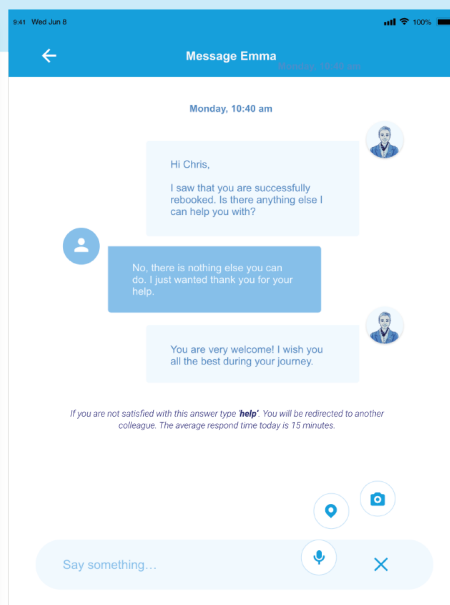 9:41 Wed Jun 8
100%
Message Emma
Monday, 10:40 am
Hi Chris,
I saw that you are successfully
rebooked. Is there anything else I
can help you with?
No, there is nothing else you can
do. I just wanted thank you for your
help.
You are very welcome! I wish you
all the best during your journey.
If you are not satisfied with this answer type 'help'. You will be redirected to another
colleague. The average respond time today is 15 minutes.
Say something...